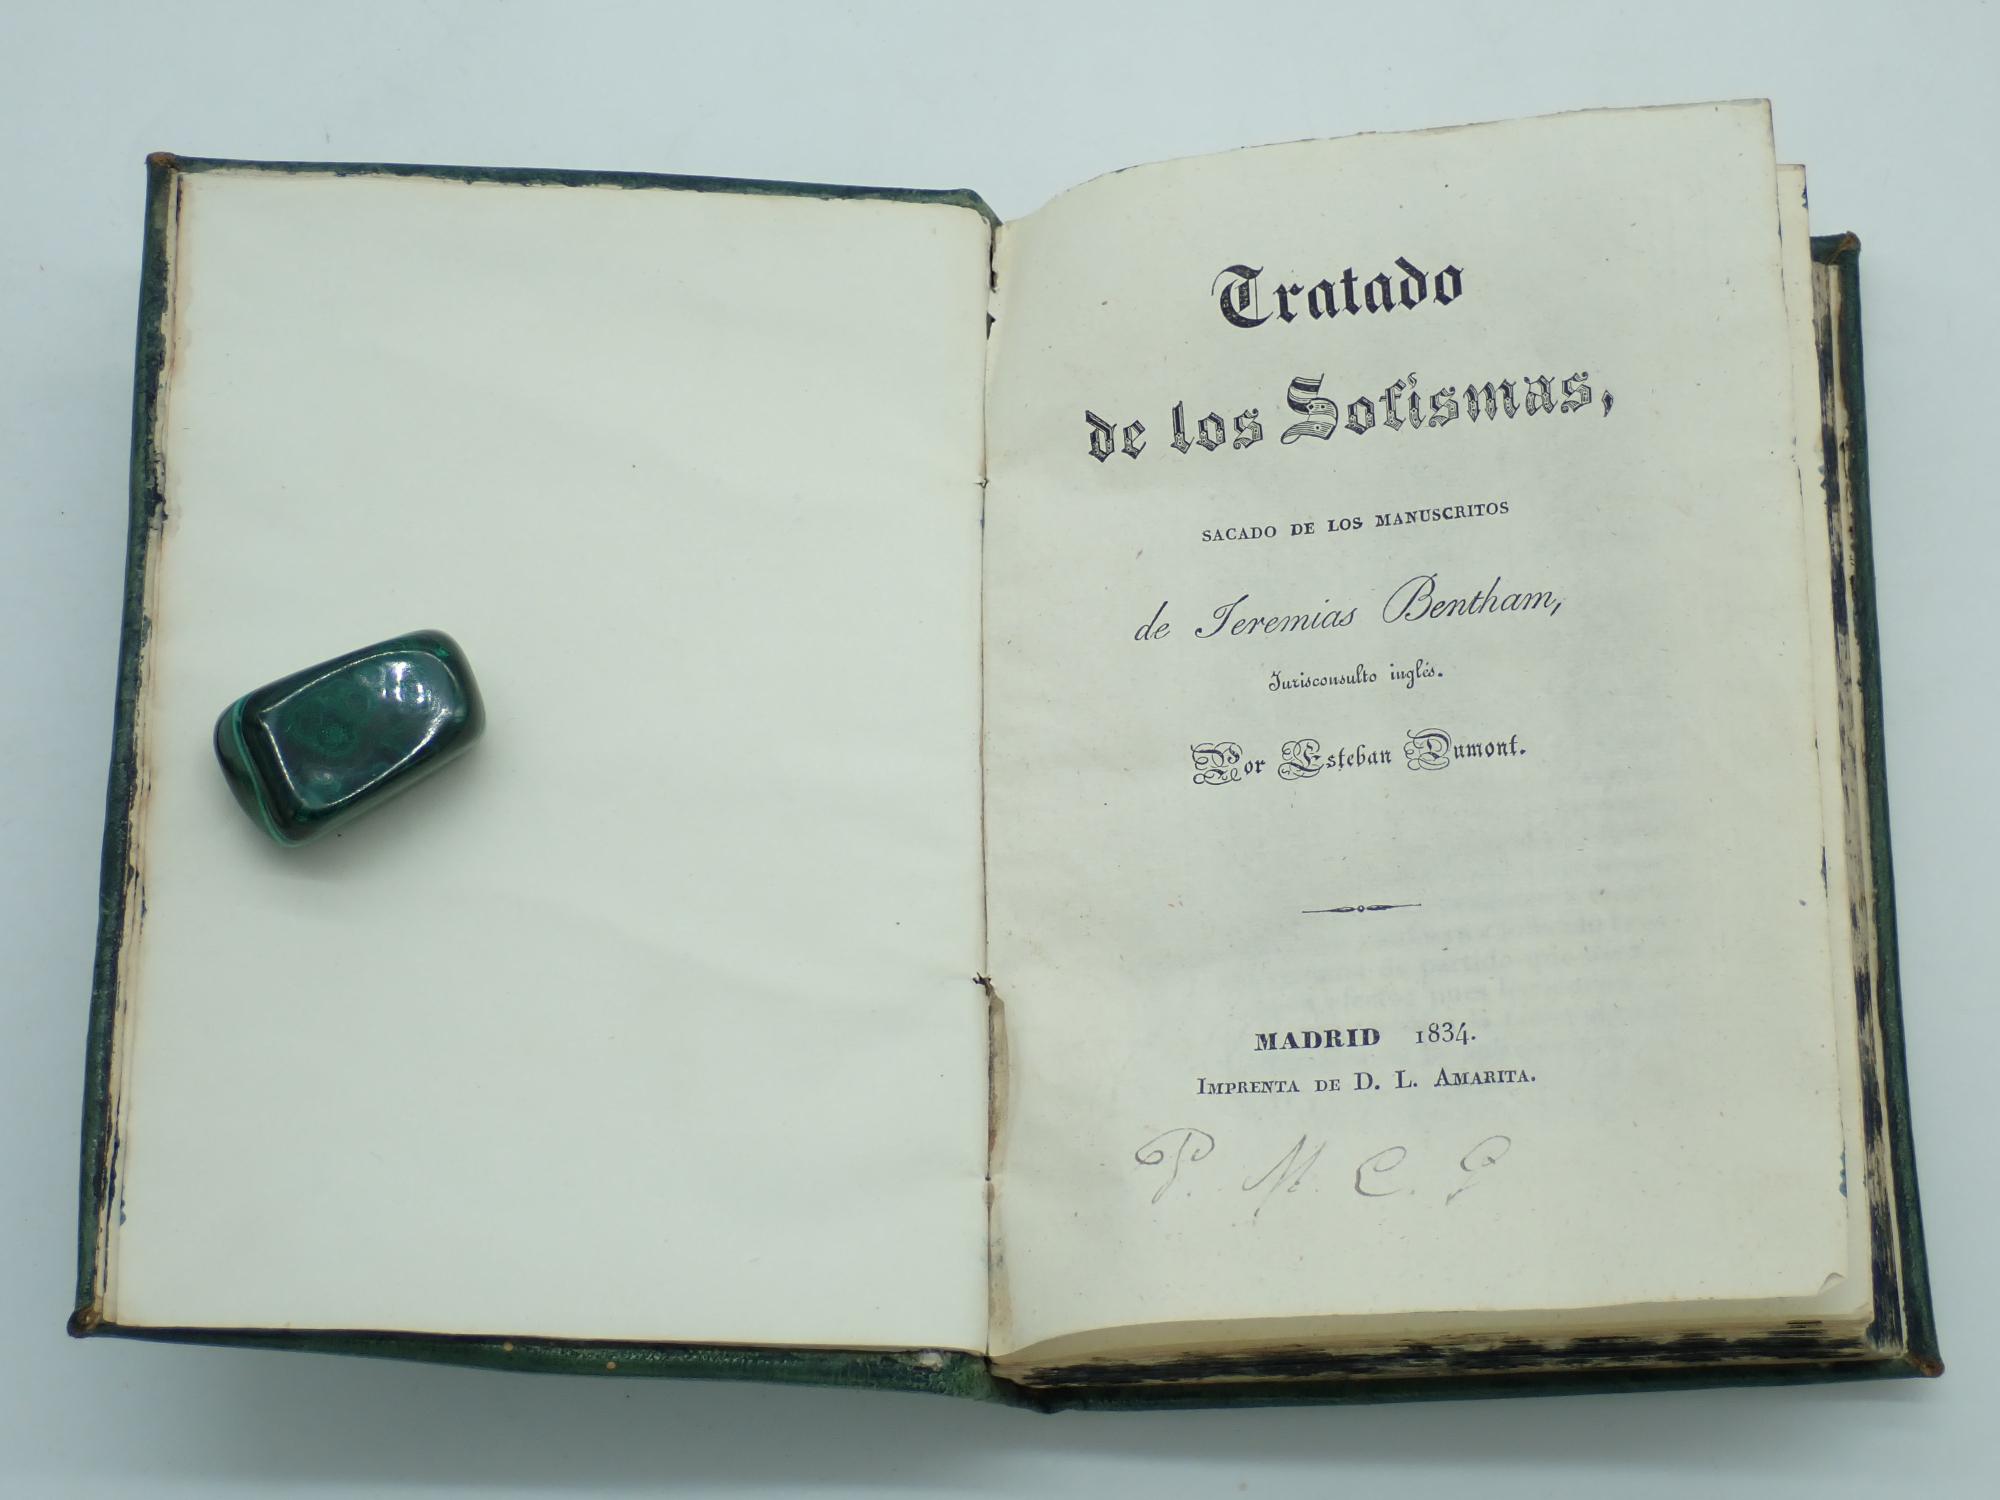 Tratado
de los Sofismas,
SACADO DE LOS MANUSCRITOS
de Jeremias Bentham,
Jurisconsulto inglés.
Por Esteban Dumont.
MADRID 1834.
IMPRENTA DE D. L. AMARITA.
P. M. C. G